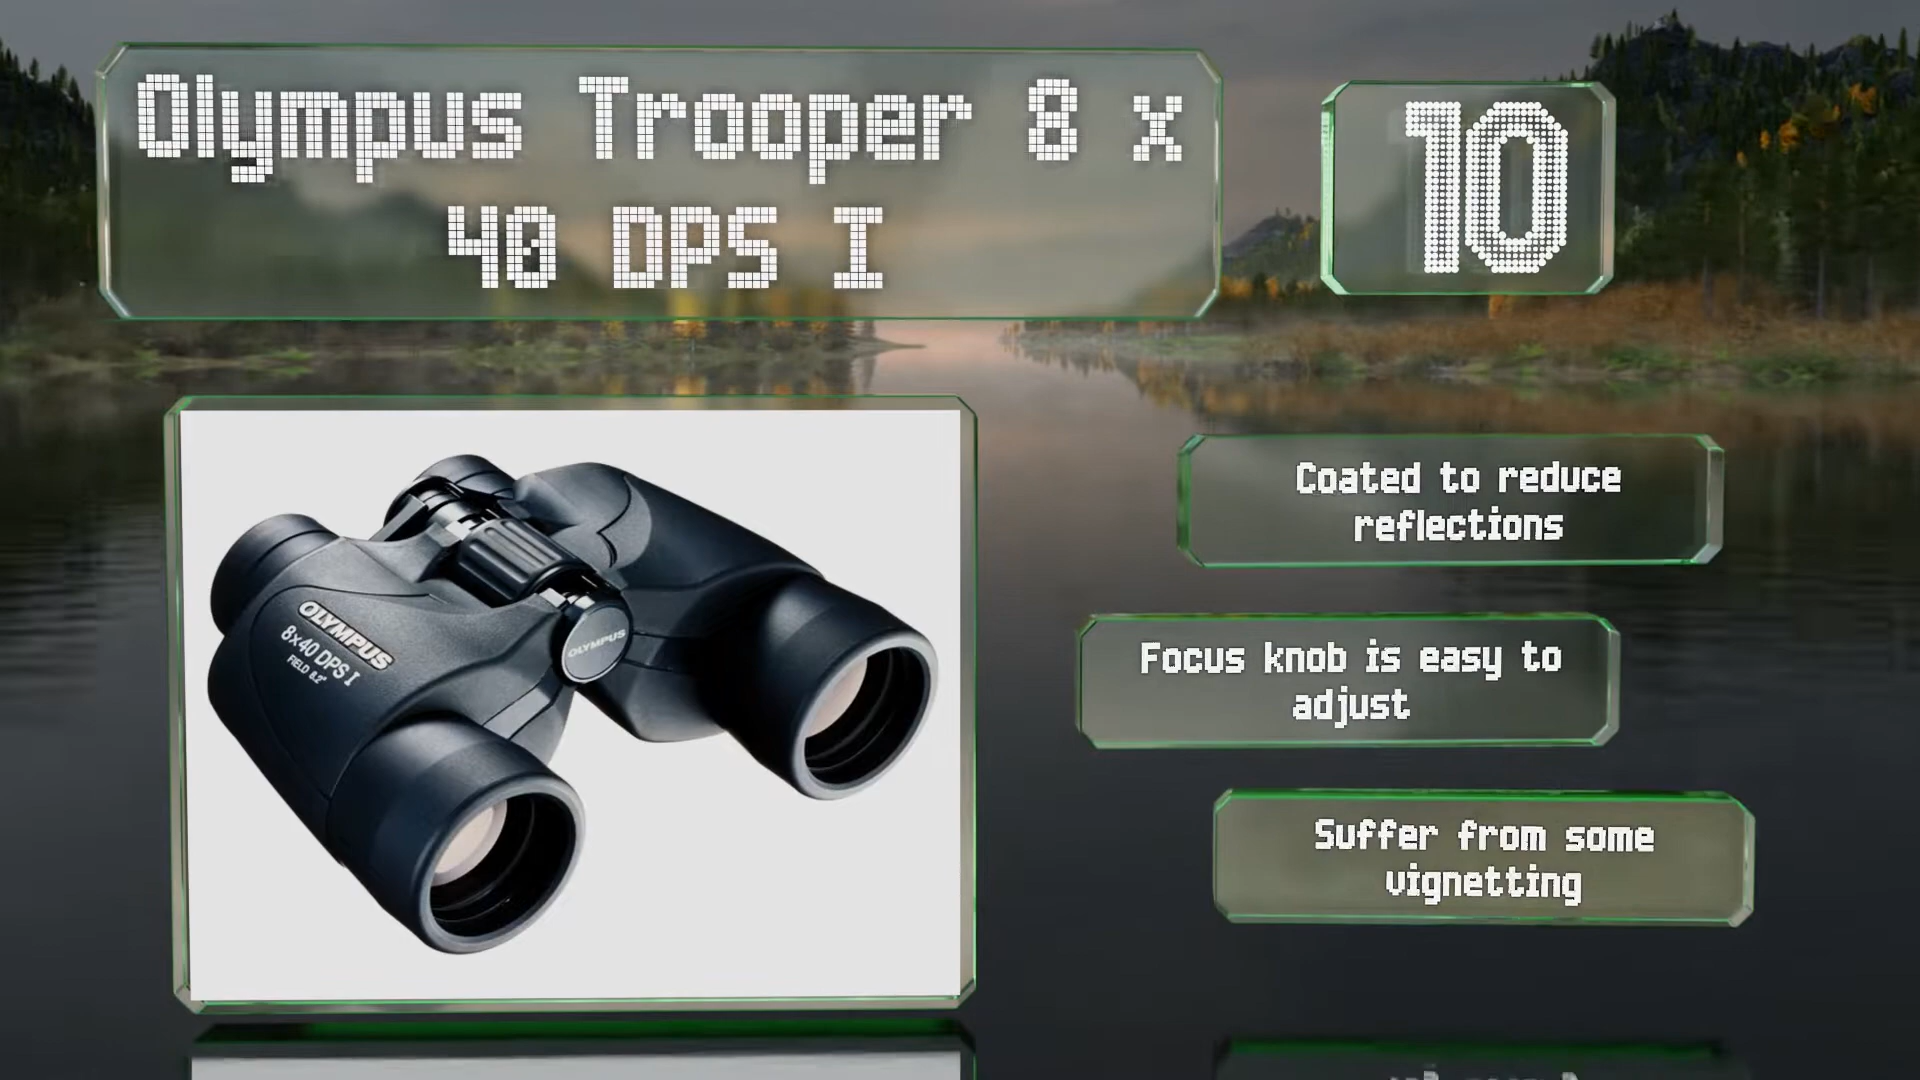 Olympus Trooper 8 x
40 DPS I
10
Coated to reduce
reflections
OLYMPUS
8x40 DPS I
FIELD 8.2°
OLYMPUS
Focus knob is easy to
adjust
Suffer from some
vignetting